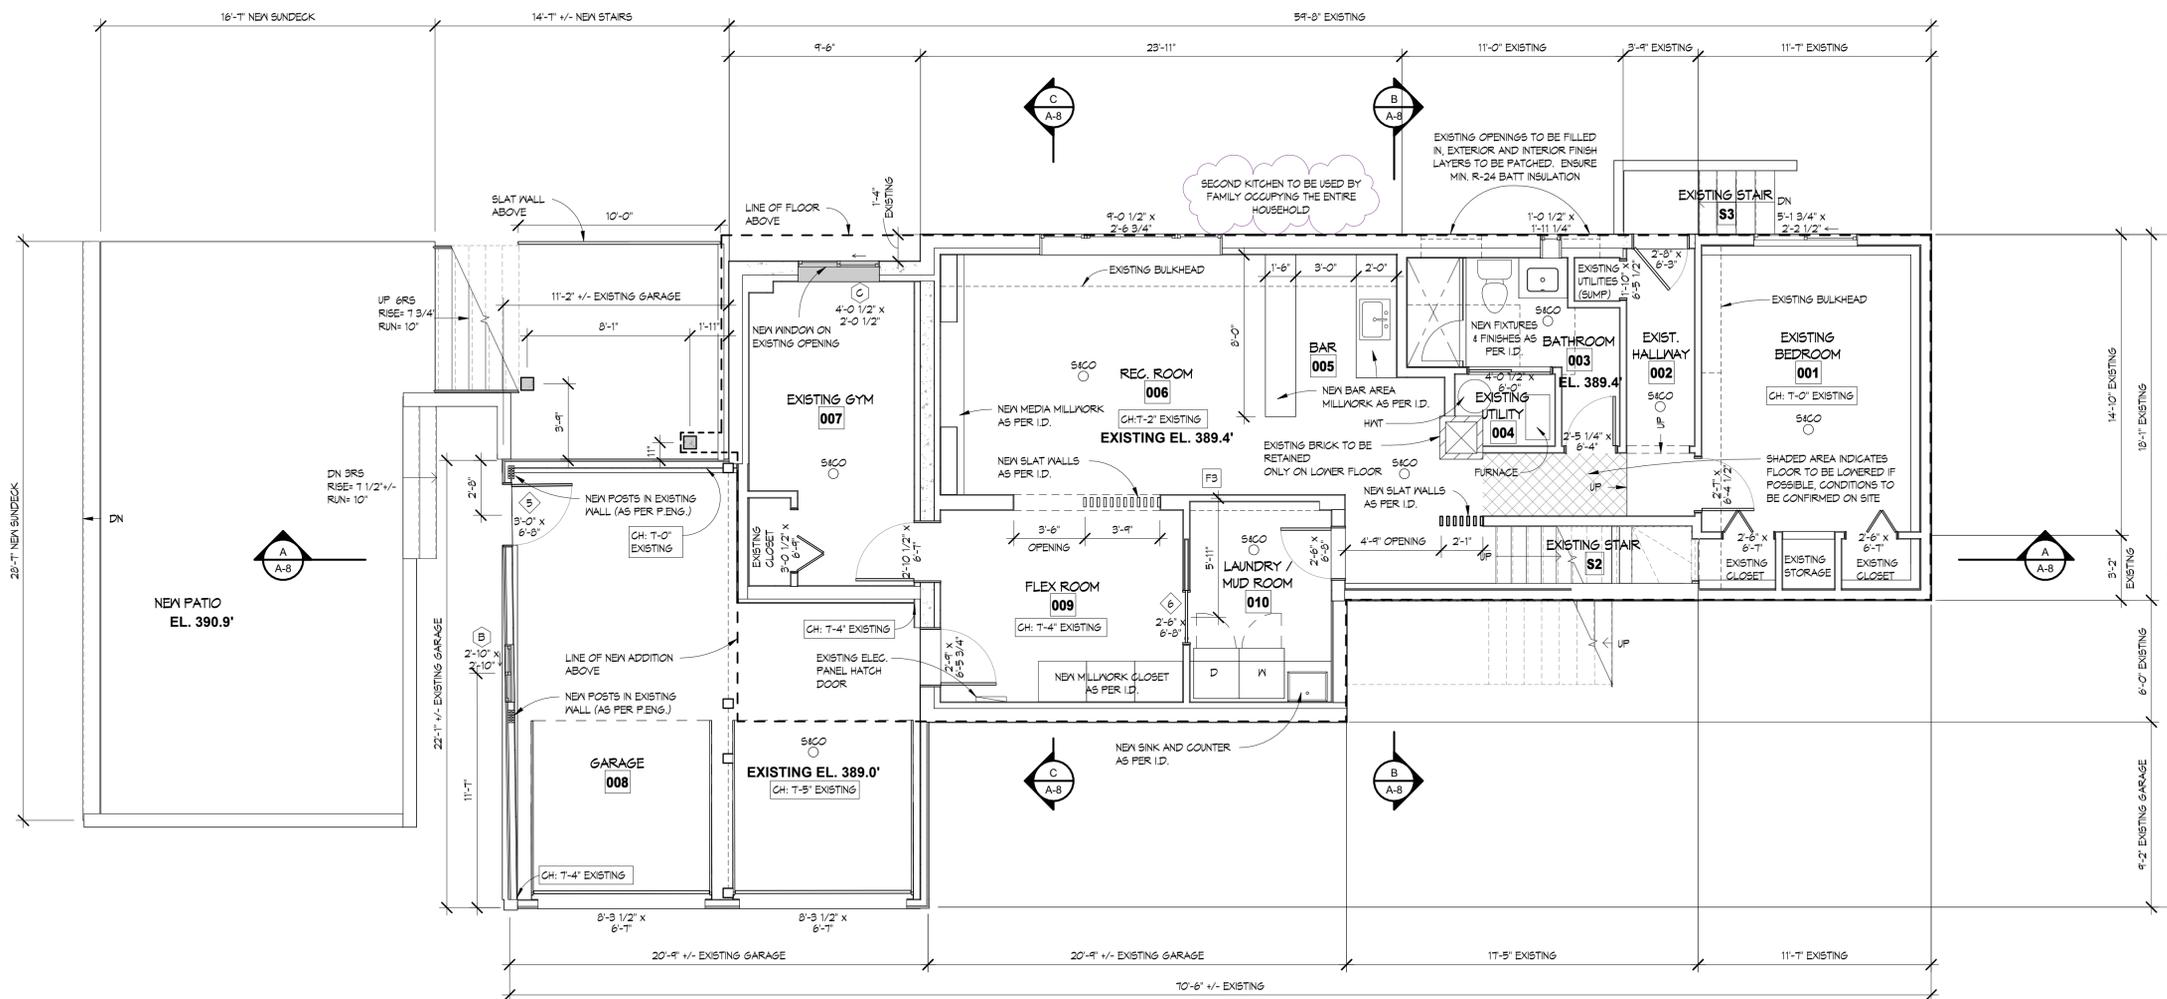 16'-7" NEW SUNDECK
14'-7" +/- NEW STAIRS
59'-8" EXISTING
9'-6"
23'-11"
11'-0" EXISTING
3'-9" EXISTING
11'-7" EXISTING
C
A-8
B
A-8
EXISTING OPENINGS TO BE FILLED
IN, EXTERIOR AND INTERIOR FINISH
LAYERS TO BE PATCHED. ENSURE
MIN. R-24 BATT INSULATION
SECOND KITCHEN TO BE USED BY
FAMILY OCCUPYING THE ENTIRE
HOUSEHOLD
SLAT WALL
ABOVE
10'-0"
LINE OF FLOOR
ABOVE
1'-4"
EXISTING
9'-0 1/2" x
2'-6 3/4"
1'-0 1/2" x
1'-11 1/4"
EXISTING STAIR
S3
DN
5'-1 3/4" x
2'-2 1/2"
UP 6RS
RISE= 7 3/4"
RUN= 10"
11'-2" +/- EXISTING GARAGE
8'-1"
1'-11"
C
4'-0 1/2" x
2'-0 1/2"
NEW WINDOW ON
EXISTING OPENING
EXISTING BULKHEAD
1'-6"
3'-0"
2'-0"
8'-0"
EXISTING
UTILITIES
(SUMP)
1'-10" x
6'-5 1/2"
2'-8" x
6'-3"
EXISTING BULKHEAD
S&CO
NEW FIXTURES
& FINISHES AS
PER I.D.
BATHROOM
003
EL. 389.4'
EXIST.
HALLWAY
002
S&CO
UP
EXISTING
BEDROOM
001
CH: 7'-0" EXISTING
S&CO
BAR
005
S&CO
REC. ROOM
006
CH:7'-2" EXISTING
EXISTING EL. 389.4'
EXISTING GYM
007
S&CO
NEW MEDIA MILLWORK
AS PER I.D.
NEW BAR AREA
MILLWORK AS PER I.D.
4'-0 1/2" x
6'-0"
EXISTING
UTILITY
004
HWT
FURNACE
2'-5 1/4" x
6'-4"
EXISTING BRICK TO BE
RETAINED
ONLY ON LOWER FLOOR
S&CO
3'-9"
11"
DN 3RS
RISE= 7 1/2"+/-
RUN= 10"
2'-8"
NEW SLAT WALLS
AS PER I.D.
F3
NEW SLAT WALLS
AS PER I.D.
UP
SHADED AREA INDICATES
FLOOR TO BE LOWERED IF
POSSIBLE, CONDITIONS TO
BE CONFIRMED ON SITE
2'-7" x
6'-4 1/2"
14'-10" EXISTING
18'-1" EXISTING
28'-7" NEW SUNDECK
DN
5
3'-0" x
6'-8"
NEW POSTS IN EXISTING
WALL (AS PER P.ENG.)
CH: 7'-0"
EXISTING
A
A-8
EXISTING
CLOSET
3'-0 1/2" x
6'-9"
2'-10 1/2" x
6'-7"
3'-6"
OPENING
3'-9"
S&CO
5'-11"
2'-6" x
6'-8"
LAUNDRY /
MUD ROOM
010
4'-9" OPENING
2'-1"
UP
EXISTING STAIR
S2
2'-6" x
6'-7"
EXISTING
CLOSET
EXISTING
STORAGE
2'-6" x
6'-7"
EXISTING
CLOSET
A
A-8
3'-2"
EXISTING
FLEX ROOM
009
CH: 7'-4" EXISTING
6
2'-6" x
6'-8"
NEW PATIO
EL. 390.9'
22'-1" +/- EXISTING GARAGE
B
2'-10" x
2'-10"
LINE OF NEW ADDITION
ABOVE
CH: 7'-4" EXISTING
EXISTING ELEC.
PANEL HATCH
DOOR
2'-9" x
6'-5 3/4"
UP
NEW MILLWORK CLOSET
AS PER I.D.
D
W
6'-0" EXISTING
NEW POSTS IN EXISTING
WALL (AS PER P.ENG.)
11'-7"
GARAGE
008
S&CO
EXISTING EL. 389.0'
CH: 7'-5" EXISTING
C
A-8
NEW SINK AND COUNTER
AS PER I.D.
B
A-8
9'-2" EXISTING GARAGE
CH: 7'-4" EXISTING
8'-3 1/2" x
6'-7"
8'-3 1/2" x
6'-7"
20'-9" +/- EXISTING GARAGE
20'-9" +/- EXISTING GARAGE
17'-5" EXISTING
11'-7" EXISTING
70'-6" +/- EXISTING